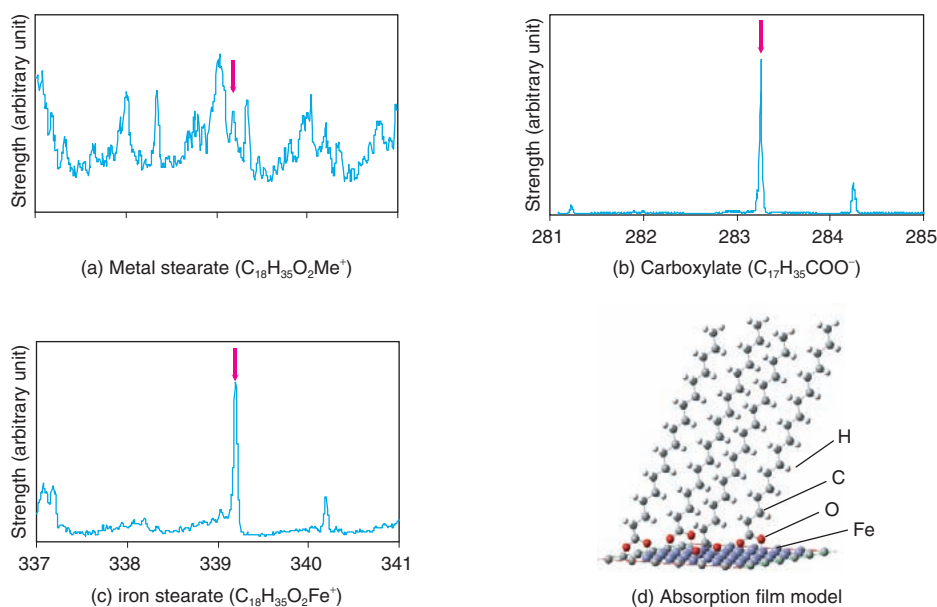 Strength (arbitrary unit)
(a) Metal stearate (C₁₈H₃₅O₂Me⁺)
Strength (arbitrary unit)
281 282 283 284 285
(b) Carboxylate (C₁₇H₃₅COO⁻)
Strength (arbitrary unit)
337 338 339 340 341
(c) iron stearate (C₁₈H₃₅O₂Fe⁺)
H
C
O
Fe
(d) Absorption film model